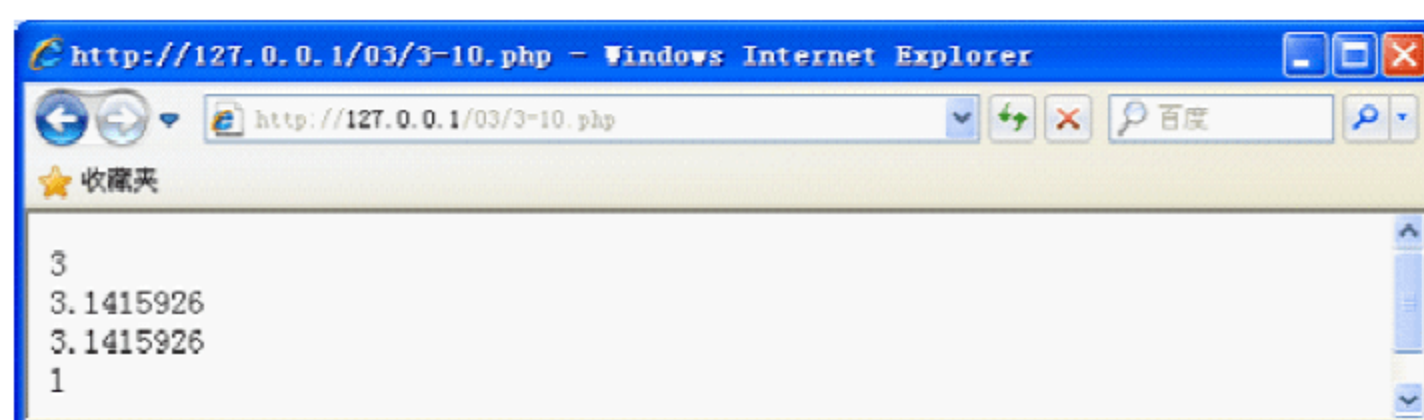 http://127.0.0.1/03/3-10.php - Windows Internet Explorer
http://127.0.0.1/03/3-10.php
百度
收藏夹
3
3.1415926
3.1415926
1